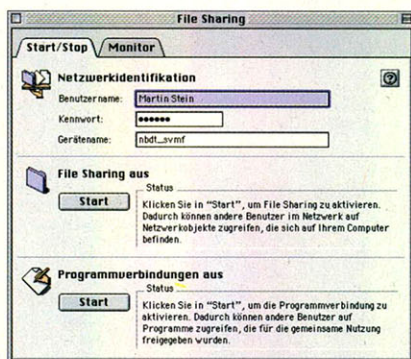 File Sharing
Start/Stop Monitor
Netzwerkidentifikation
Benutzername: Martin Stein
Kennwort: ••••••
Gerätename: nbdt_svmf
File Sharing aus
Status
Start
Klicken Sie in "Start", um File Sharing zu aktivieren.
Dadurch können andere Benutzer im Netzwerk auf
Netzwerkobjekte zugreifen, die sich auf Ihrem Computer
befinden.
Programmverbindungen aus
Status
Start
Klicken Sie in "Start", um die Programmverbindung zu
aktivieren. Dadurch können andere Benutzer auf
Programme zugreifen, die für die gemeinsame Nutzung
freigegeben wurden.